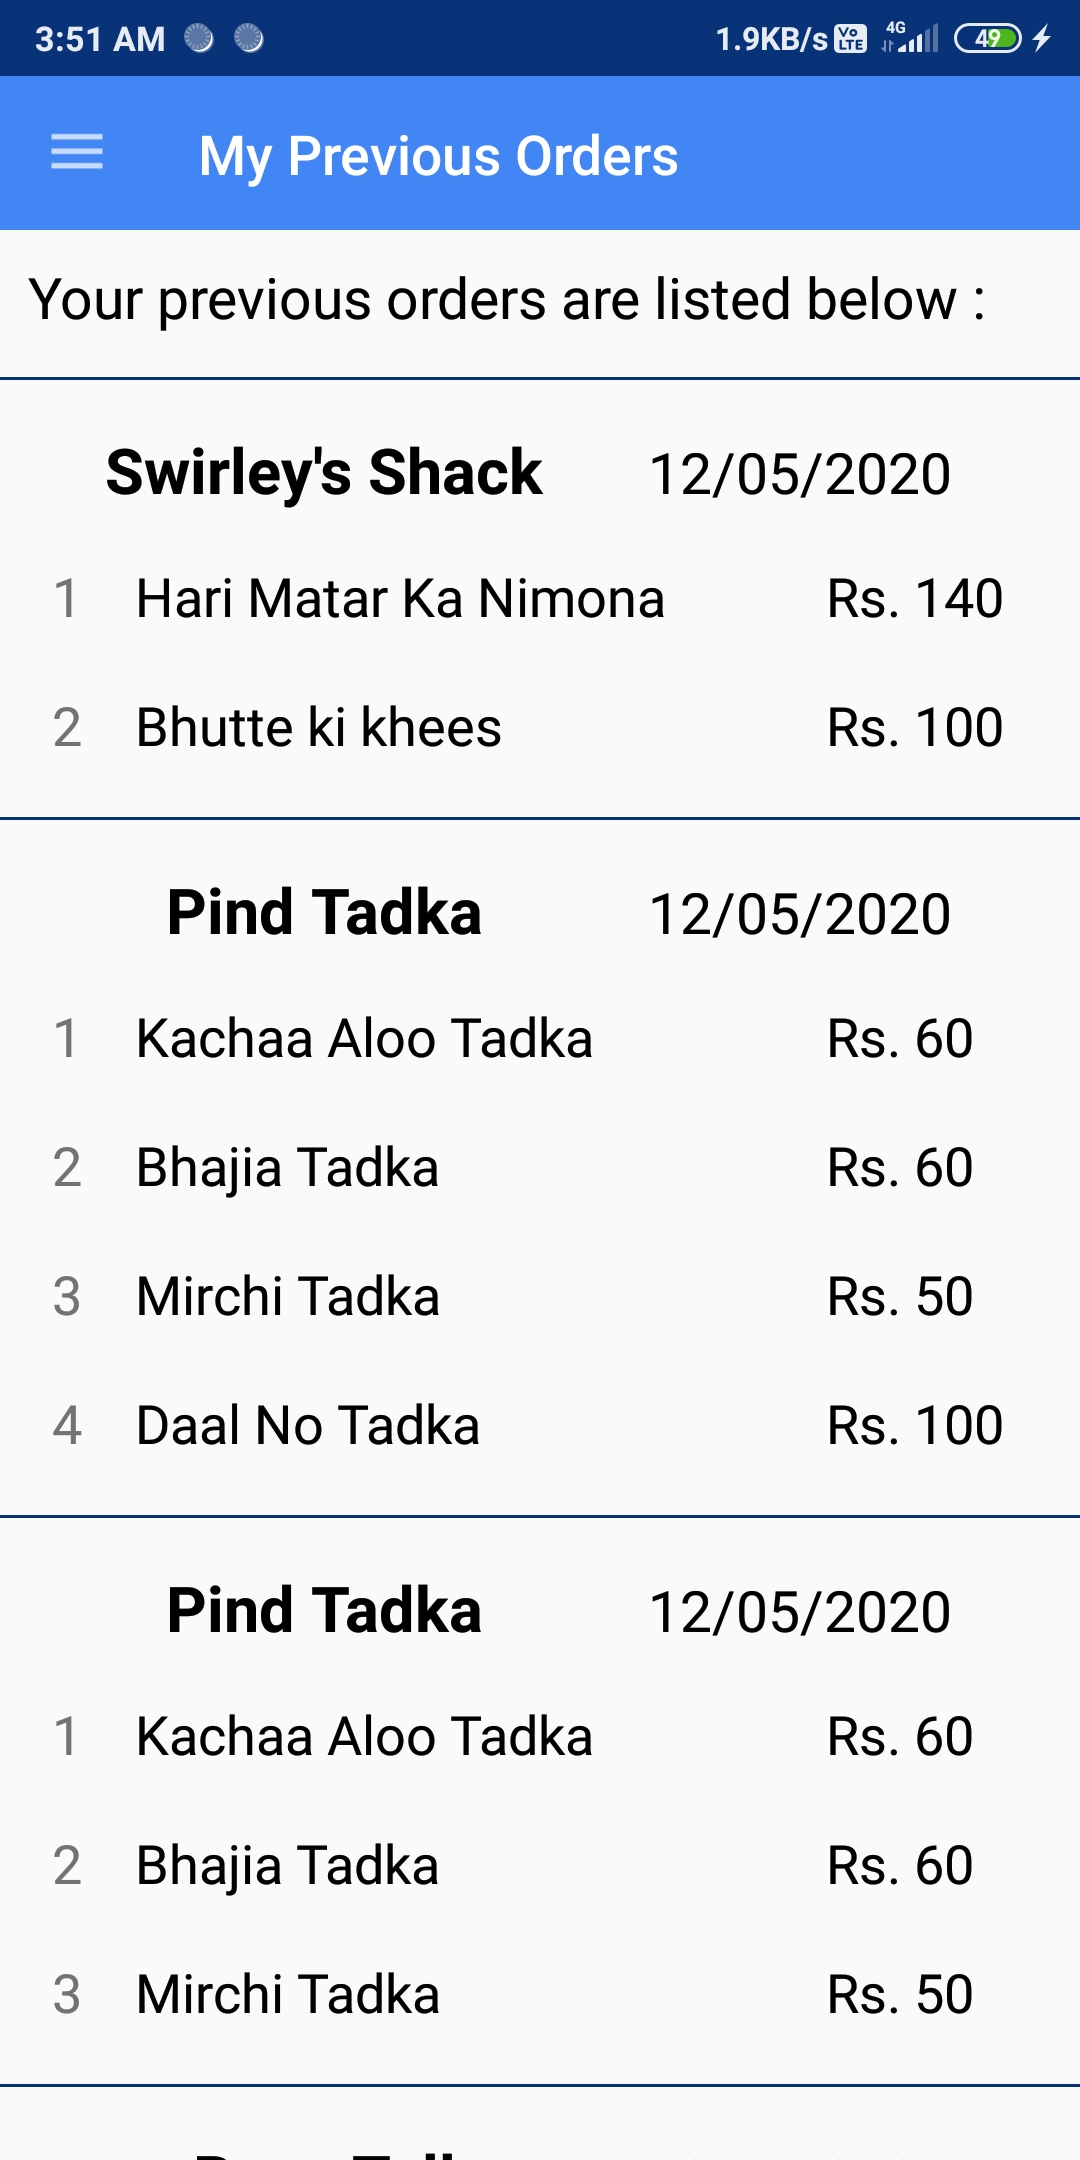 3:51 AM 1.9KB/s Vo LTE 4G 49
My Previous Orders
Your previous orders are listed below :
Swirley's Shack 12/05/2020
1 Hari Matar Ka Nimona Rs. 140
2 Bhutte ki khees Rs. 100
Pind Tadka 12/05/2020
1 Kachaa Aloo Tadka Rs. 60
2 Bhajia Tadka Rs. 60
3 Mirchi Tadka Rs. 50
4 Daal No Tadka Rs. 100
Pind Tadka 12/05/2020
1 Kachaa Aloo Tadka Rs. 60
2 Bhajia Tadka Rs. 60
3 Mirchi Tadka Rs. 50